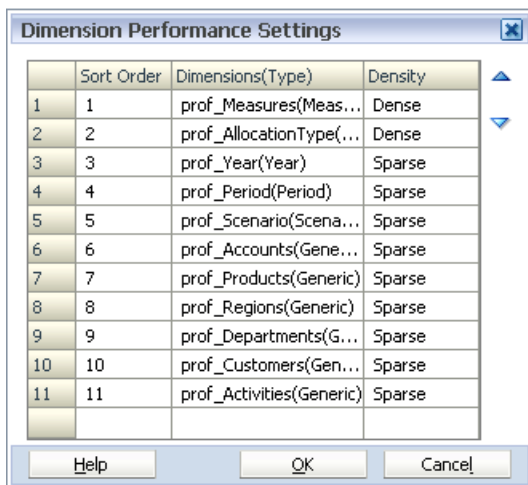 Dimension Performance Settings
Sort Order Dimensions(Type) Density
1 1 prof_Measures(Meas... Dense
2 2 prof_AllocationType(... Dense
3 3 prof_Year(Year) Sparse
4 4 prof_Period(Period) Sparse
5 5 prof_Scenario(Scena... Sparse
6 6 prof_Accounts(Gene... Sparse
7 7 prof_Products(Generic) Sparse
8 8 prof_Regions(Generic) Sparse
9 9 prof_Departments(G... Sparse
10 10 prof_Customers(Gen... Sparse
11 11 prof_Activities(Generic) Sparse
Help OK Cancel